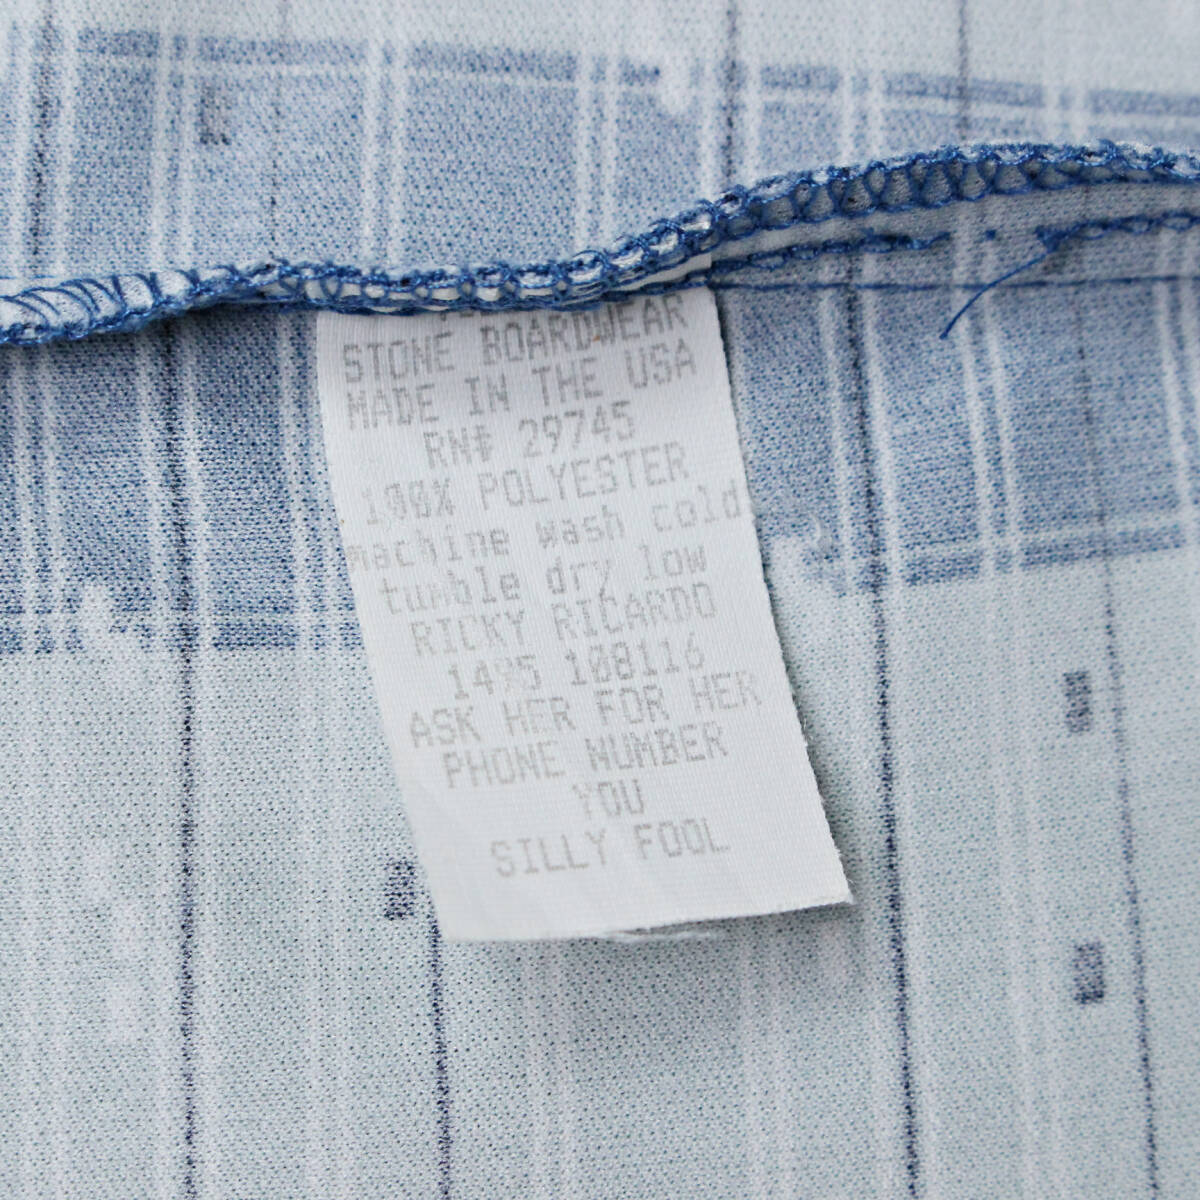 STONE BOARDWEAR
MADE IN THE USA
RN# 29745
100% POLYESTER
machine wash cold
tumble dry low
RICKY RICARDO
1495 108116
ASK HER FOR HER
PHONE NUMBER
YOU
SILLY FOOL